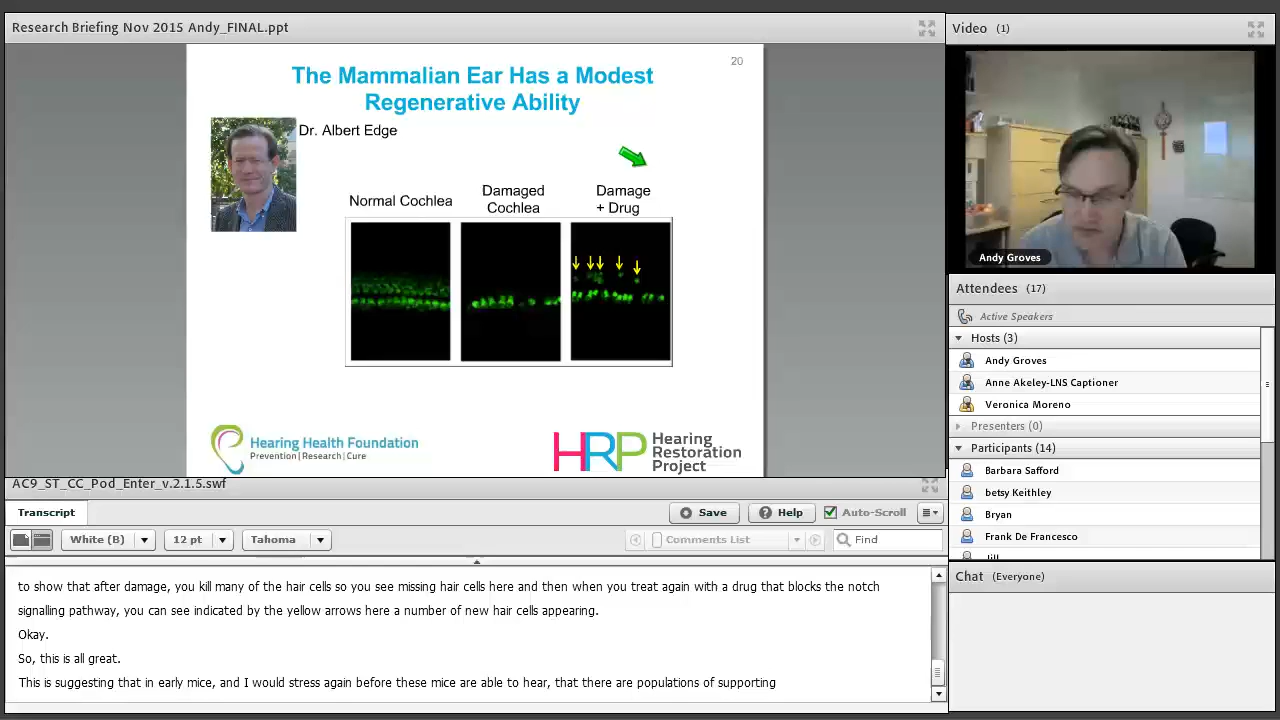 Research Briefing Nov 2015 Andy_FINAL.ppt
20
The Mammalian Ear Has a Modest
Regenerative Ability
Dr. Albert Edge
Normal Cochlea
Damaged
Cochlea
Damage
+ Drug
Hearing Health Foundation
Prevention|Research|Cure
HRP
Hearing
Restoration
Project
AC9_ST_CC_Pod_Enter_v.2.1.5.swf
Transcript
Save
Help
Auto-Scroll
White (B)
12 pt
Tahoma
Comments List
Find
to show that after damage, you kill many of the hair cells so you see missing hair cells here and then when you treat again with a drug that blocks the notch
signalling pathway, you can see indicated by the yellow arrows here a number of new hair cells appearing.
Okay.
So, this is all great.
This is suggesting that in early mice, and I would stress again before these mice are able to hear, that there are populations of supporting
Video (1)
Andy Groves
Attendees (17)
Active Speakers
Hosts (3)
Andy Groves
Anne Akeley-LNS Captioner
Veronica Moreno
Presenters (0)
Participants (14)
Barbara Safford
betsy Keithley
Bryan
Frank De Francesco
Jill
Chat (Everyone)